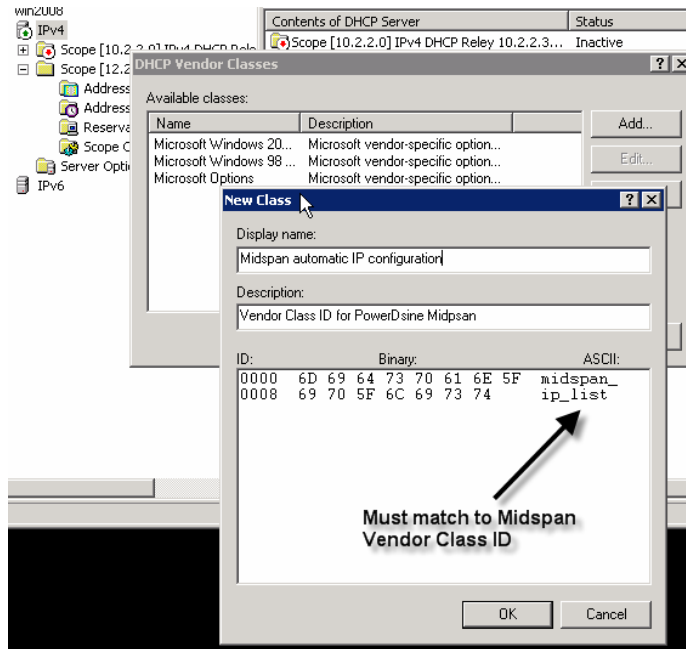 win2008
IPv4
Scope [10.2.2.0] IPv4 DHCP Rele
Scope [12.2
Address
Address
Reserva
Scope O
Server Optio
IPv6
Contents of DHCP Server
Status
Scope [10.2.2.0] IPv4 DHCP Reley 10.2.2.3...
Inactive
DHCP Vendor Classes
Available classes:
Name
Description
Microsoft Windows 20...
Microsoft vendor-specific option...
Microsoft Windows 98 ...
Microsoft vendor-specific option...
Microsoft Options
Microsoft vendor-specific option...
Add...
Edit...
New Class
Display name:
Midspan automatic IP configuration
Description:
Vendor Class ID for PowerDsine Midpsan
ID: Binary: ASCII:
0000 6D 69 64 73 70 61 6E 5F midspan_
0008 69 70 5F 6C 69 73 74 ip_list
Must match to Midspan
Vendor Class ID
OK
Cancel